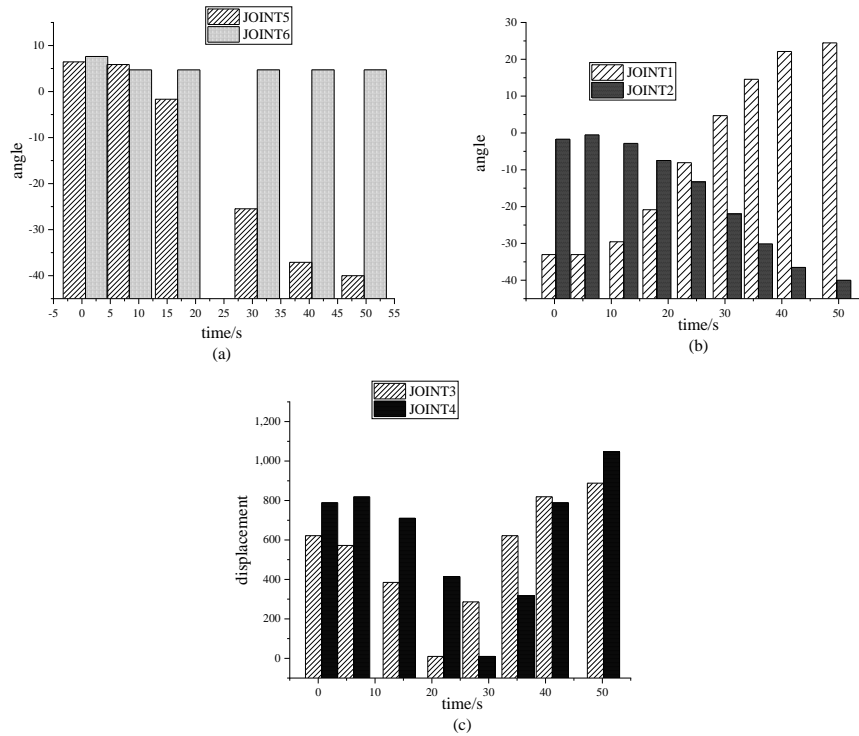 JOINT5
JOINT6
10
0
-10
-20
-30
-40
angle
-5 0 5 10 15 20 25 30 35 40 45 50 55
time/s
(a)
JOINT1
JOINT2
30
20
10
0
-10
-20
-30
-40
angle
0 10 20 30 40 50
time/s
(b)
JOINT3
JOINT4
1,200
1,000
800
600
400
200
0
displacement
0 10 20 30 40 50
time/s
(c)